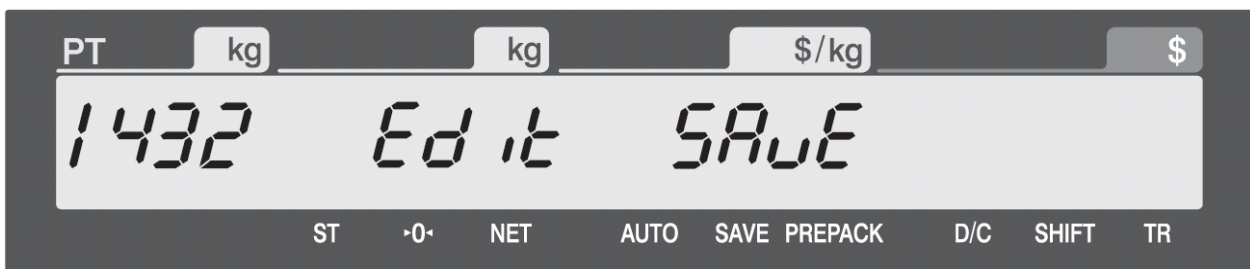 PT kg kg $/kg $
1432 Edit SAvE
ST ▸0◂ NET AUTO SAVE PREPACK D/C SHIFT TR